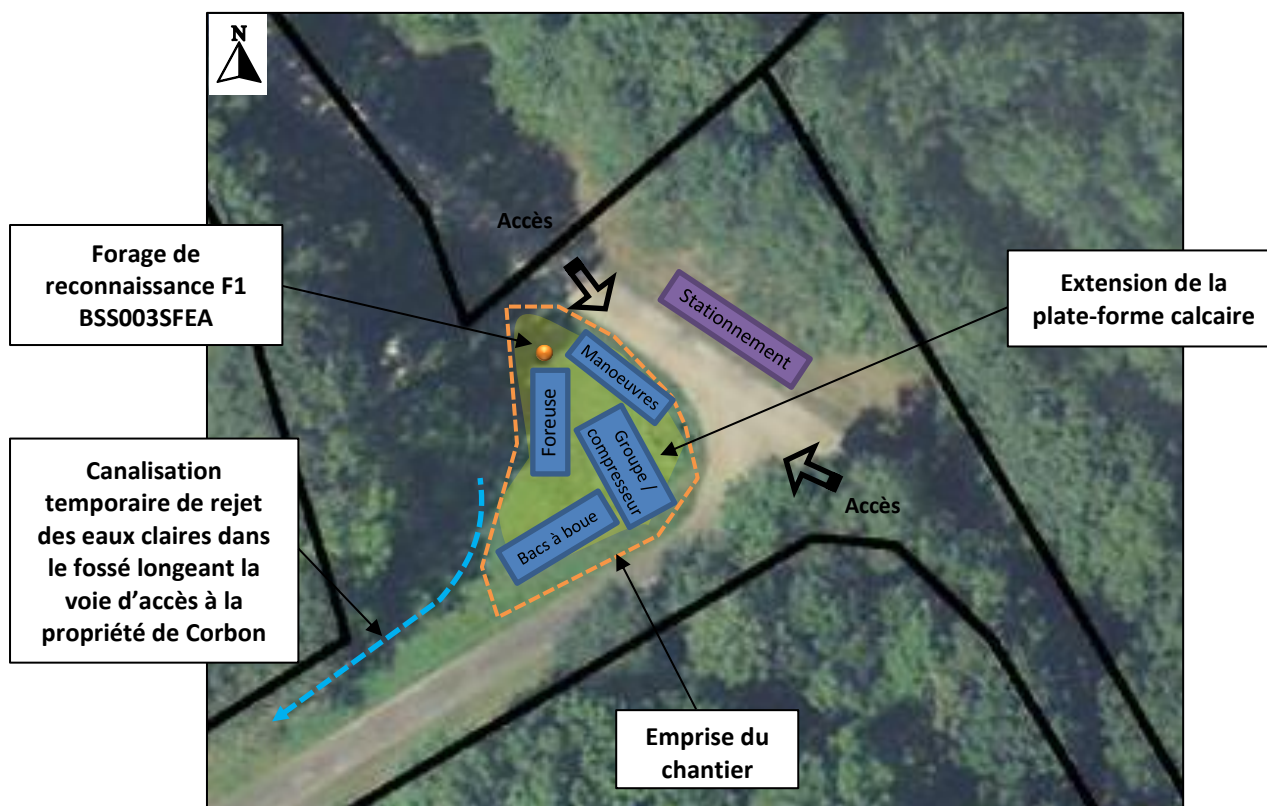 N
Accès
Forage de
reconnaissance F1
BSS003SFEA
Extension de la
plate-forme calcaire
Stationnement
Manoeuvres
Foreuse
Groupe /
compresseur
Bacs à boue
Accès
Canalisation
temporaire de rejet
des eaux claires dans
le fossé longeant la
voie d’accès à la
propriété de Corbon
Emprise du
chantier